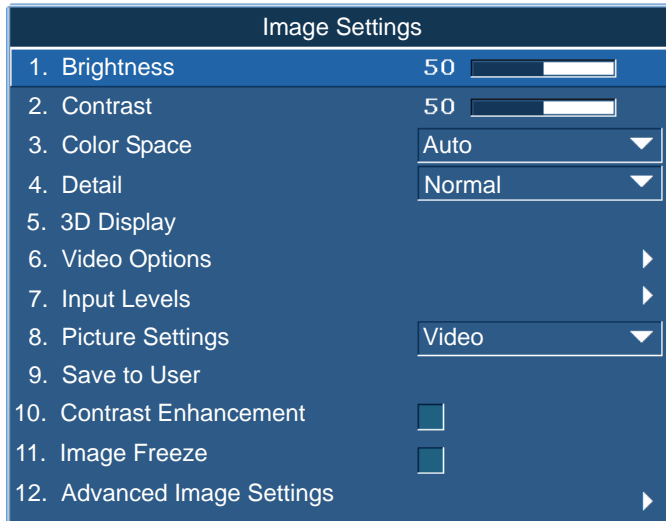 Image Settings
1. Brightness 50
2. Contrast 50
3. Color Space Auto
4. Detail Normal
5. 3D Display
6. Video Options
7. Input Levels
8. Picture Settings Video
9. Save to User
10. Contrast Enhancement
11. Image Freeze
12. Advanced Image Settings